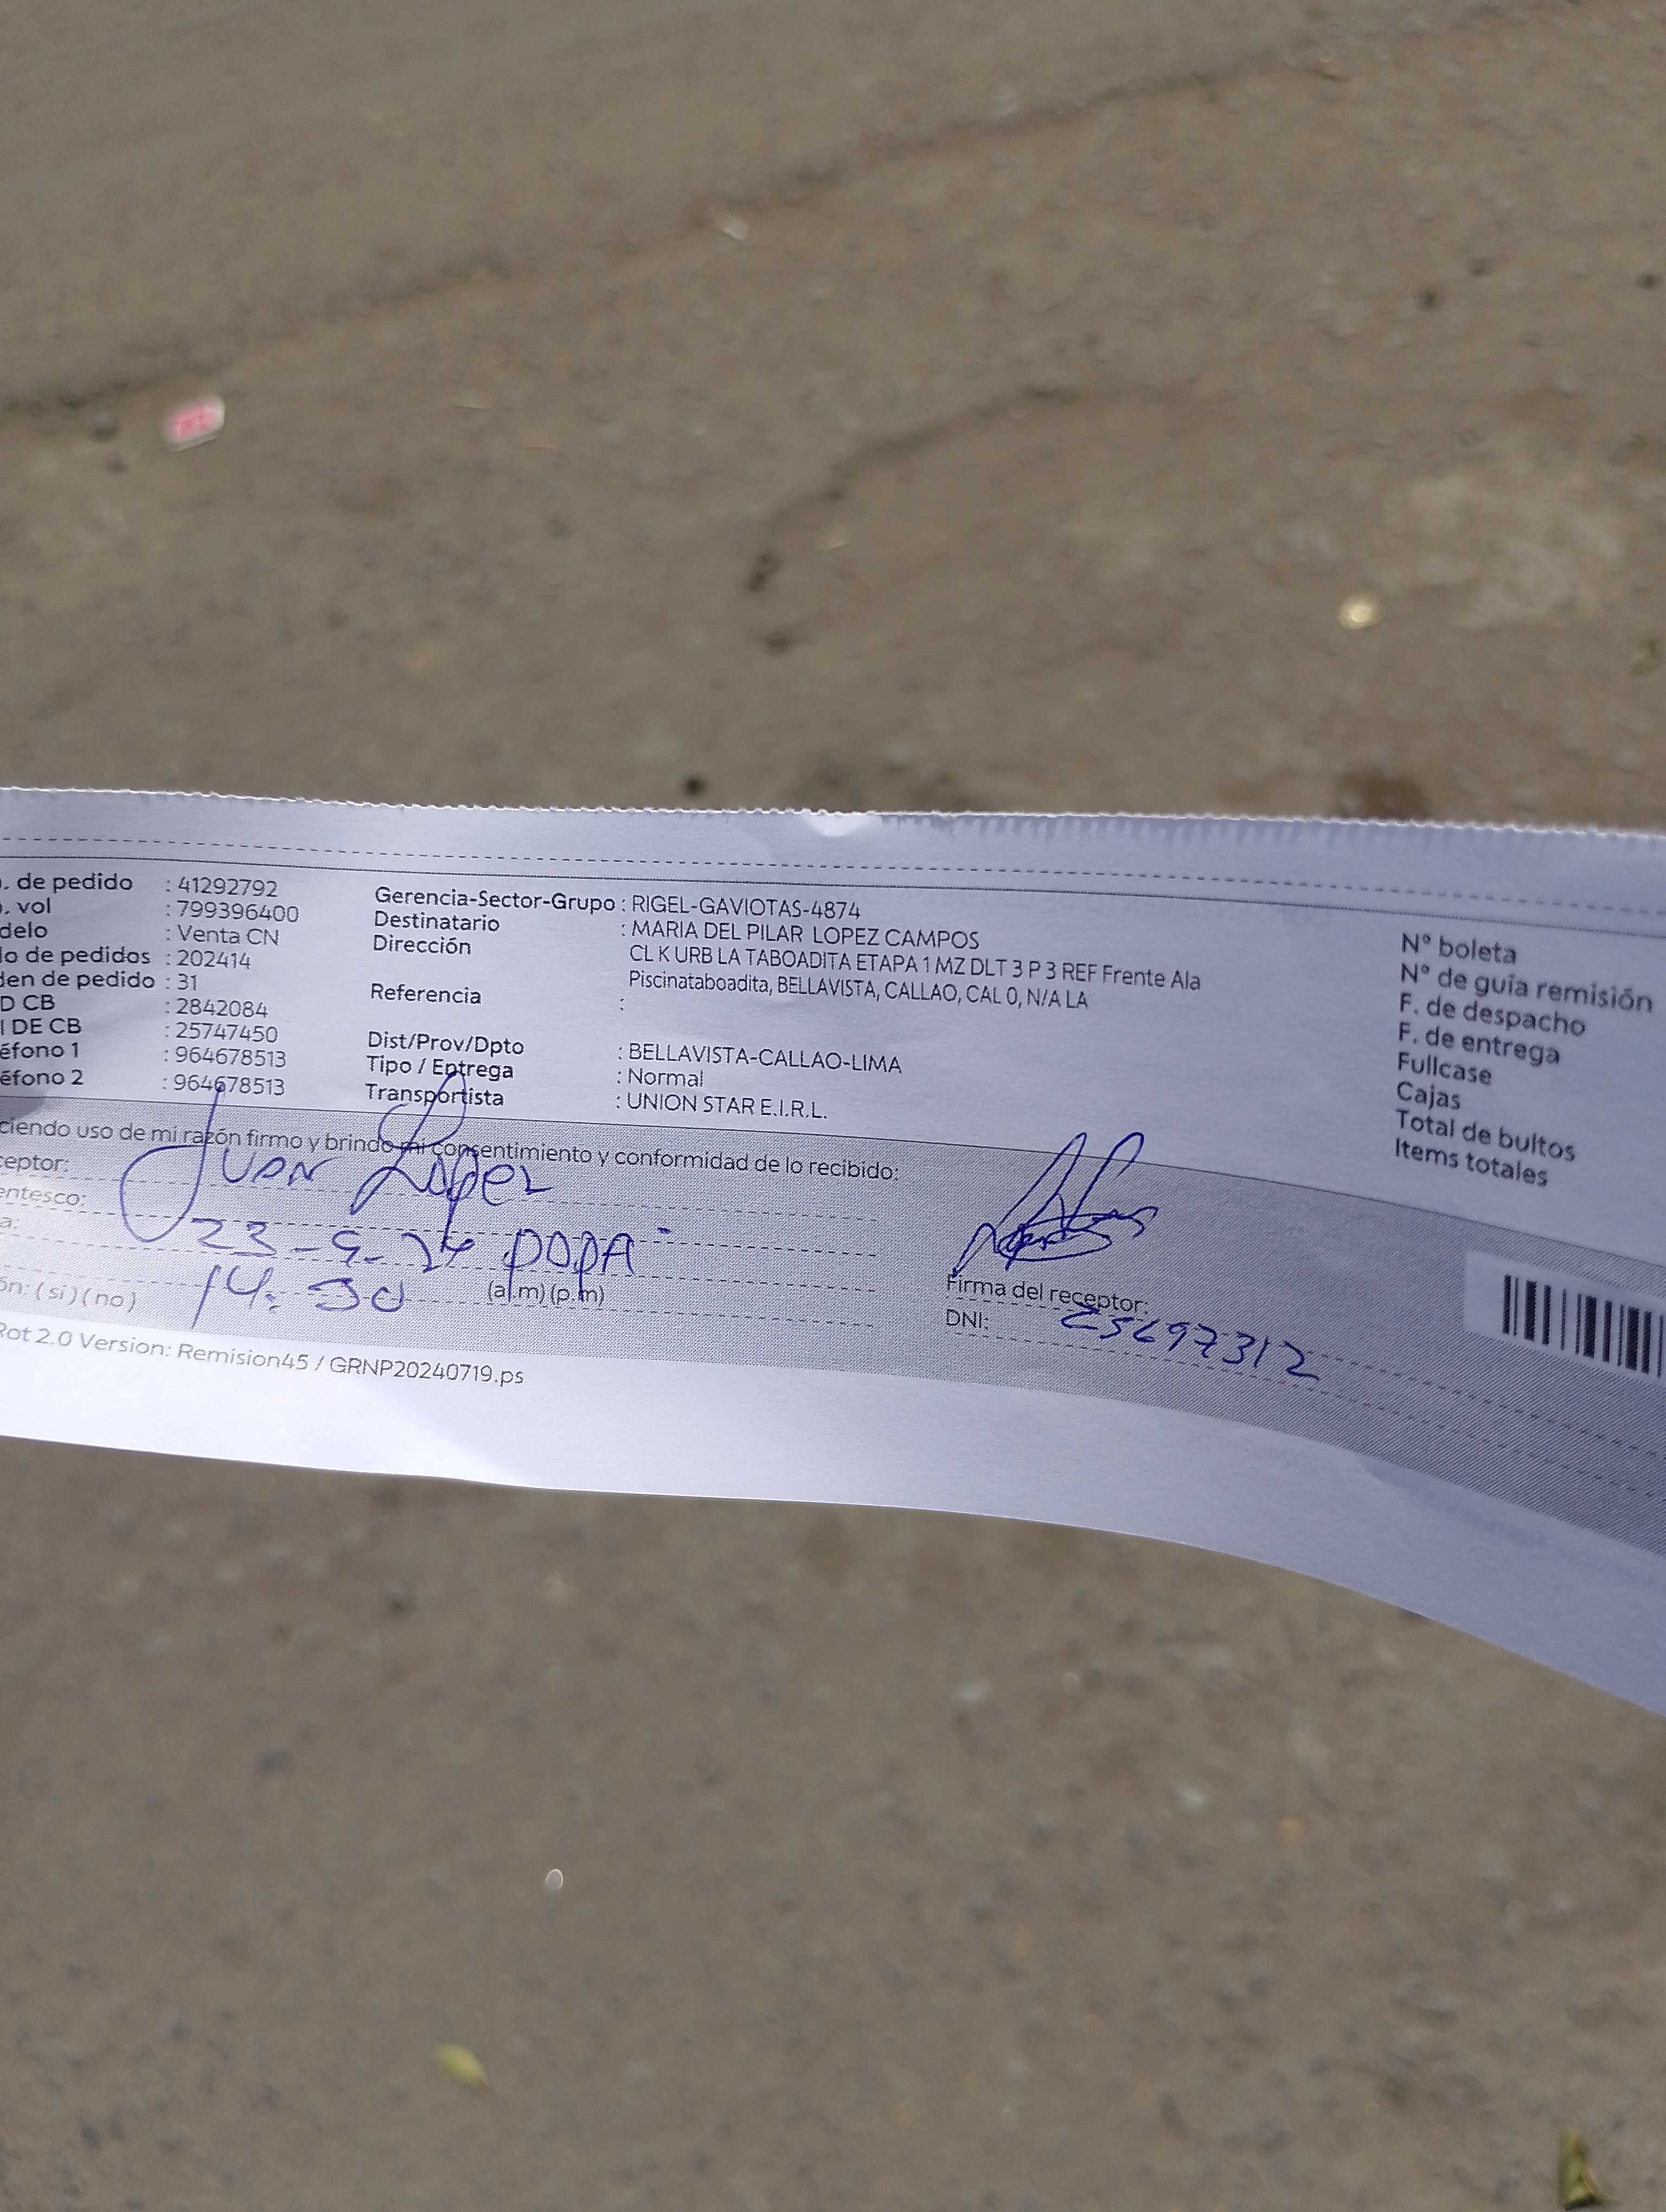 . de pedido : 41292792
. vol : 799396400
delo : Venta CN
o de pedidos : 202414
den de pedido : 31
D CB : 2842084
I DE CB : 25747450
éfono 1 : 964678513
éfono 2 : 964678513
Gerencia-Sector-Grupo : RIGEL-GAVIOTAS-4874
Destinatario : MARIA DEL PILAR LOPEZ CAMPOS
Dirección CL K URB LA TABOADITA ETAPA 1 MZ DLT 3 P 3 REF Frente Ala
Piscinataboadita, BELLAVISTA, CALLAO, CAL 0, N/A LA
Referencia :
Dist/Prov/Dpto : BELLAVISTA-CALLAO-LIMA
Tipo / Entrega : Normal
Transportista : UNION STAR E.I.R.L.
N° boleta
N° de guía remisión
F. de despacho
F. de entrega
Fullcase
Cajas
Total de bultos
Items totales
ciendo uso de mi razón firmo y brindo mi consentimiento y conformidad de lo recibido:
ceptor: Juan Lopez
entesco:
a: 23-9-24 papa
14:30 (a.m) (p.m)
ón: (si) (no)
Firma del receptor:
DNI: 25697312
Rot 2.0 Version: Remision45 / GRNP20240719.ps